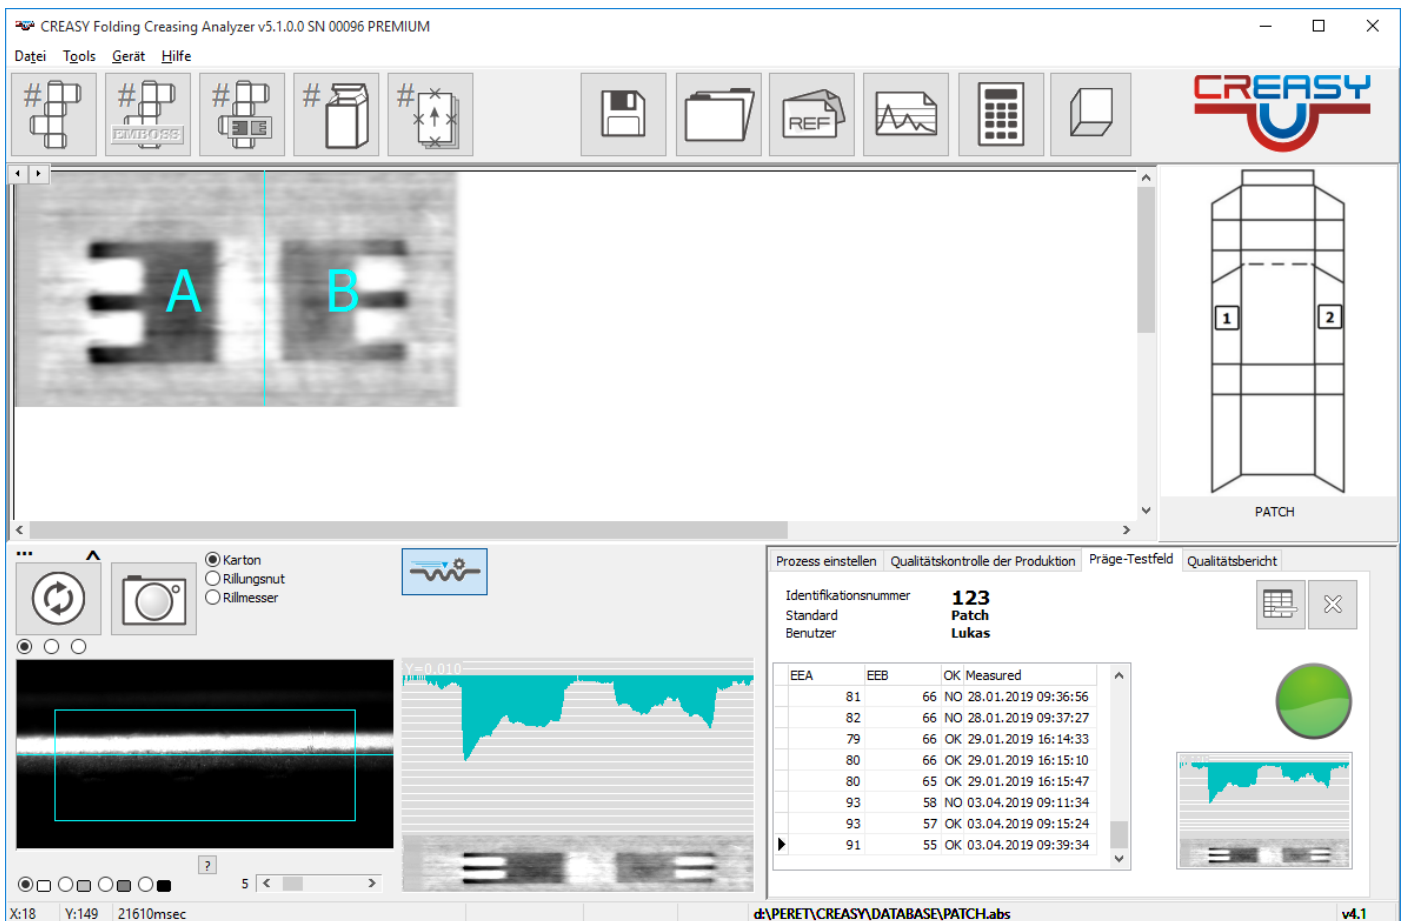 CREASY Folding Creasing Analyzer v5.1.0.0 SN 00096 PREMIUM
Datei Tools Gerät Hilfe
# # EMBOSS # # #
REF
CREASY
A B
1 2
PATCH
Karton
Rillungsnut
Rillmesser
Prozess einstellen Qualitätskontrolle der Produktion Präge-Testfeld Qualitätsbericht
Identifikationsnummer 123
Standard Patch
Benutzer Lukas
Y=0.010
EEA EEB OK Measured
81 66 NO 28.01.2019 09:36:56
82 66 NO 28.01.2019 09:37:27
79 66 OK 29.01.2019 16:14:33
80 66 OK 29.01.2019 16:15:10
80 65 OK 29.01.2019 16:15:47
93 58 NO 03.04.2019 09:11:34
93 57 OK 03.04.2019 09:15:24
91 55 OK 03.04.2019 09:39:34
?
5
X:18 Y:149 21610msec d:\PERET\CREASY\DATABASE\PATCH.abs v4.1